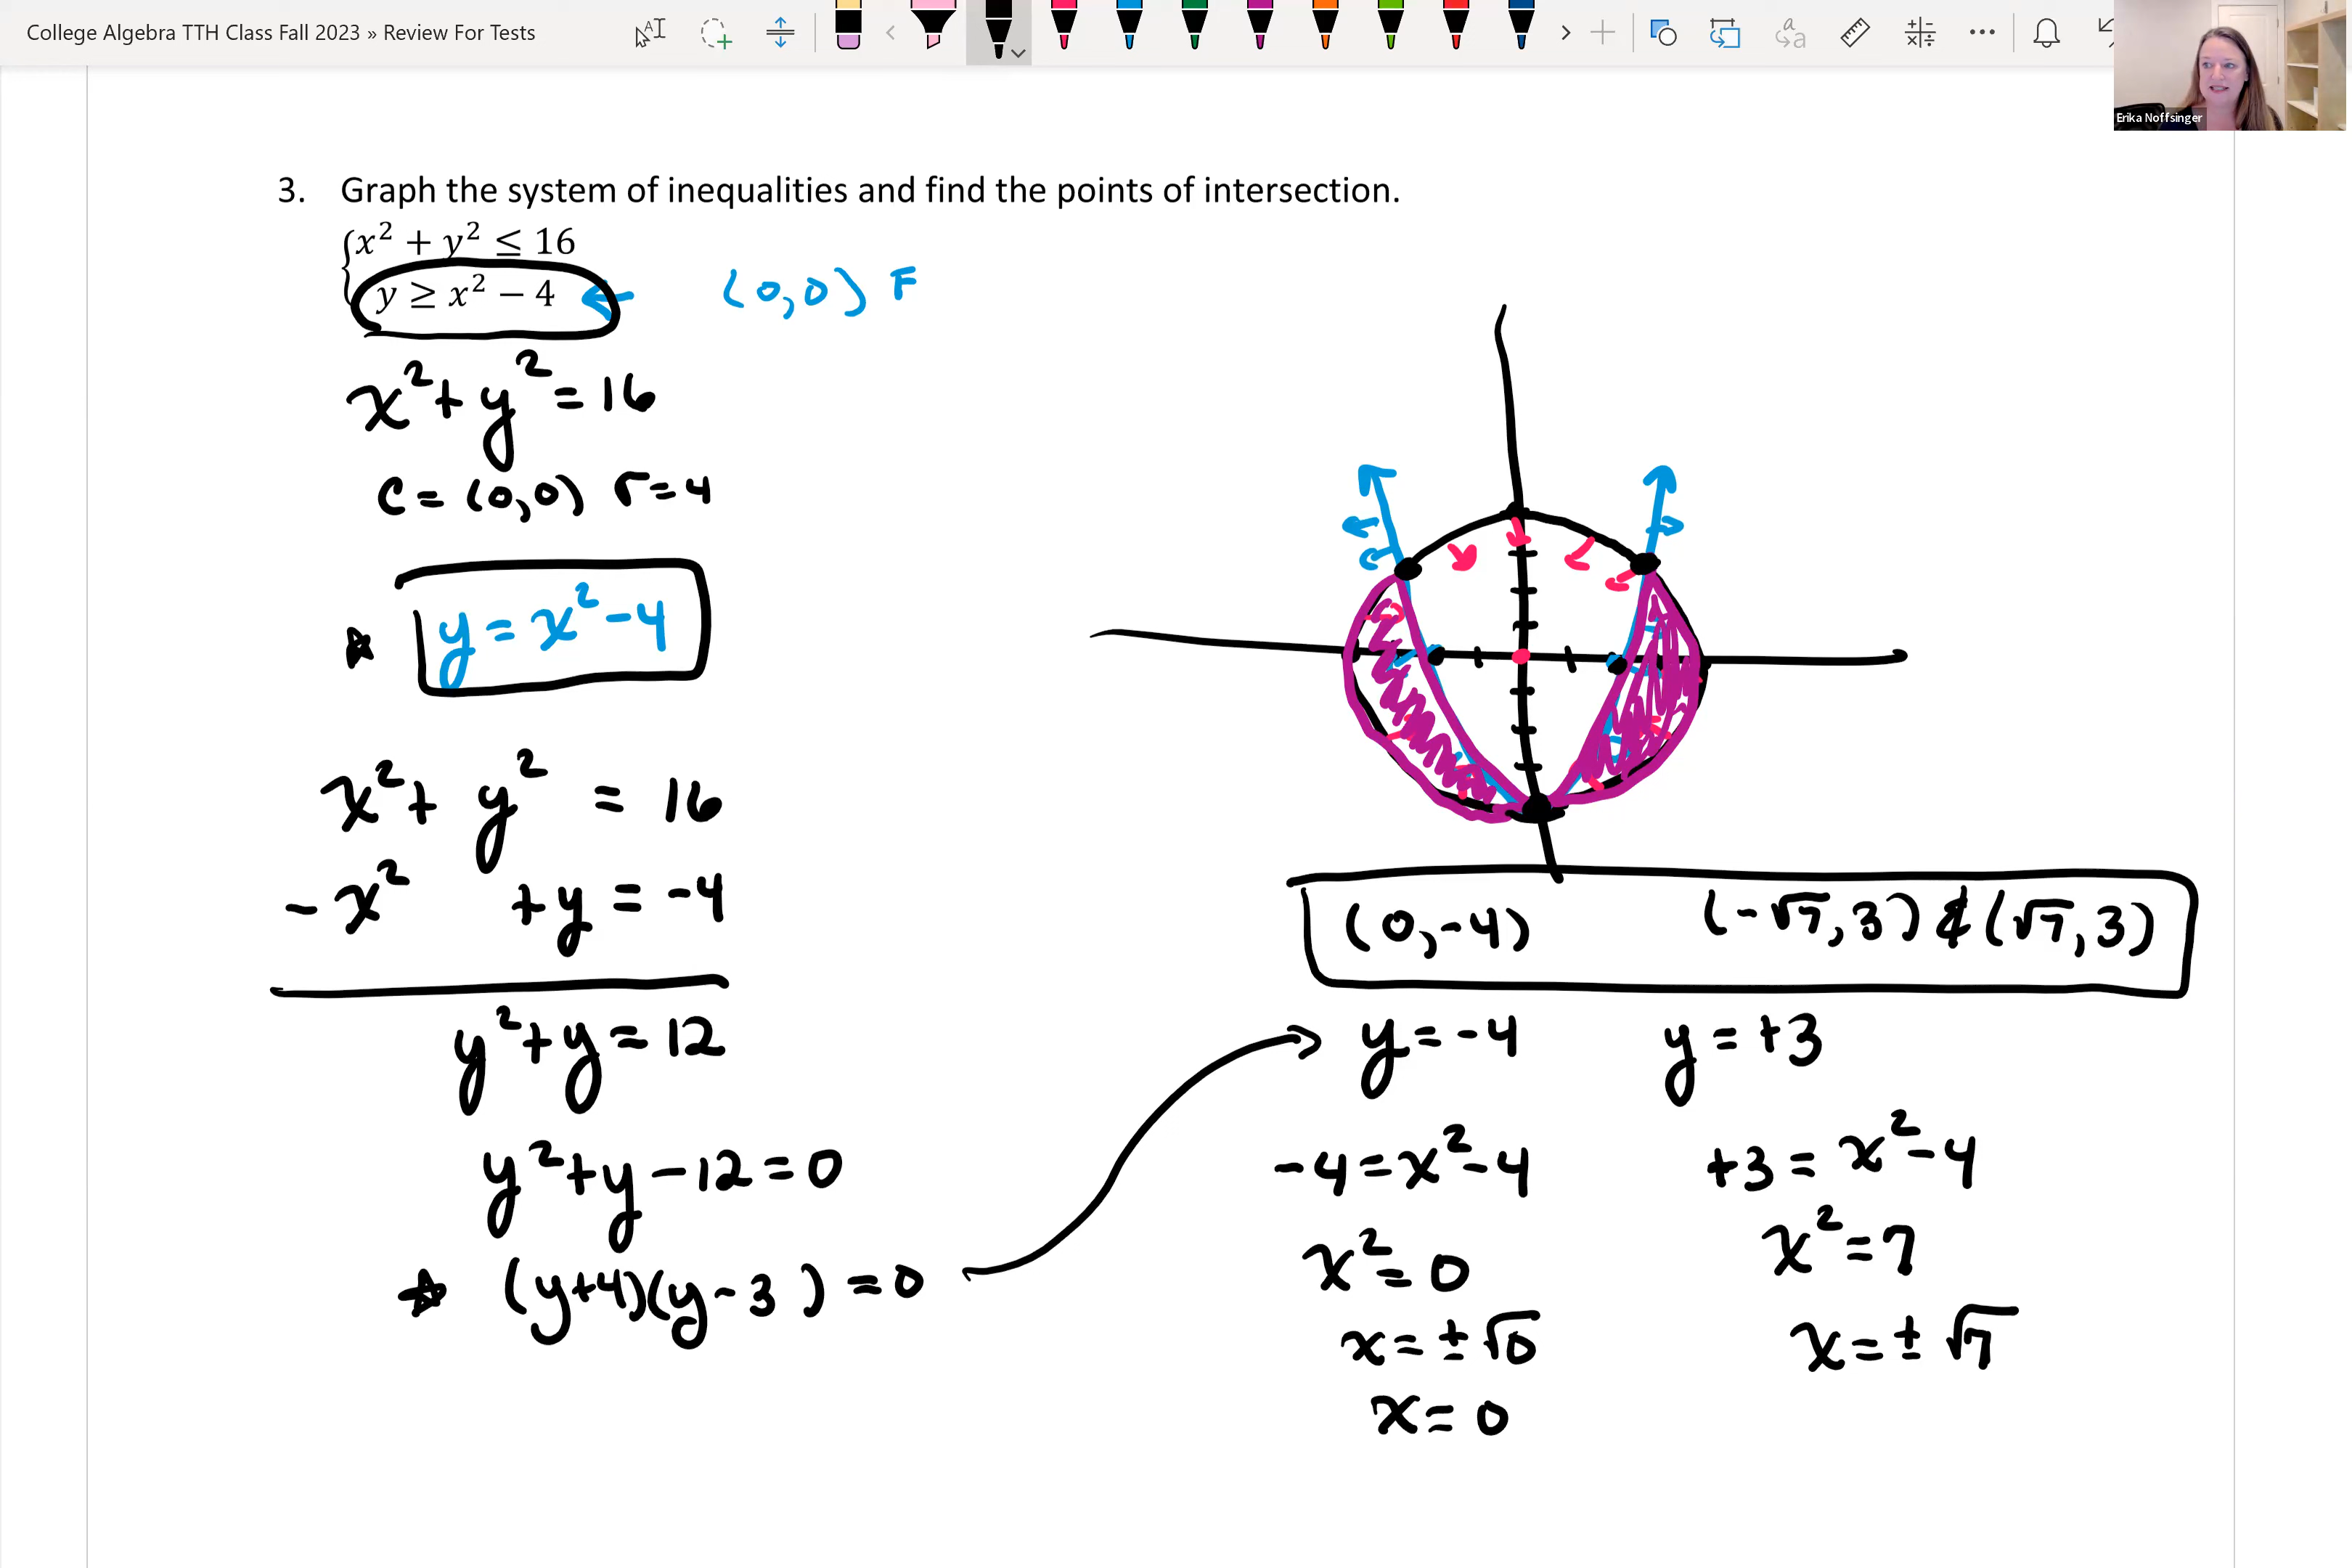 College Algebra TTH Class Fall 2023 » Review For Tests
Erika Noffsinger
3. Graph the system of inequalities and find the points of intersection.
x² + y² ≤ 16
y ≥ x² − 4
(0,0) F
x² + y² = 16
C = (0,0) r = 4
y = x² − 4
x² + y² = 16
− x² + y = −4
y² + y = 12
y² + y − 12 = 0
(y+4)(y−3) = 0
(0,−4) (−√7,3) & (√7,3)
y = −4
−4 = x² − 4
x² = 0
x = ± √0
x = 0
y = +3
+3 = x² − 4
x² = 7
x = ± √7